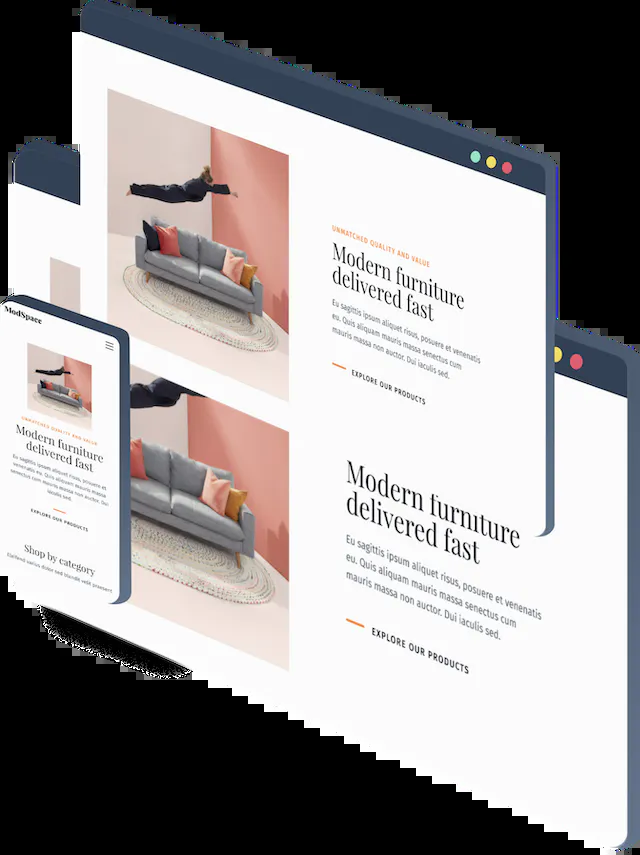 UNMATCHED QUALITY AND VALUE
Modern furniture
delivered fast
Eu sagittis ipsum aliquet risus, posuere et venenatis
eu. Quis aliquam mauris massa senectus cum
mauris massa non auctor. Dui iaculis sed.
EXPLORE OUR PRODUCTS
ModSpace
UNMATCHED QUALITY AND VALUE
Modern furniture
delivered fast
Eu sagittis ipsum aliquet risus, posuere et
venenatis eu. Quis aliquam mauris massa
senectus cum mauris massa non auctor. Dui
iaculis sed.
EXPLORE OUR PRODUCTS
Shop by category
Eleifend varius dolor sed blandit velit praesent.
Modern furniture
delivered fast
Eu sagittis ipsum aliquet risus, posuere et venenatis
eu. Quis aliquam mauris massa senectus cum
mauris massa non auctor. Dui iaculis sed.
EXPLORE OUR PRODUCTS